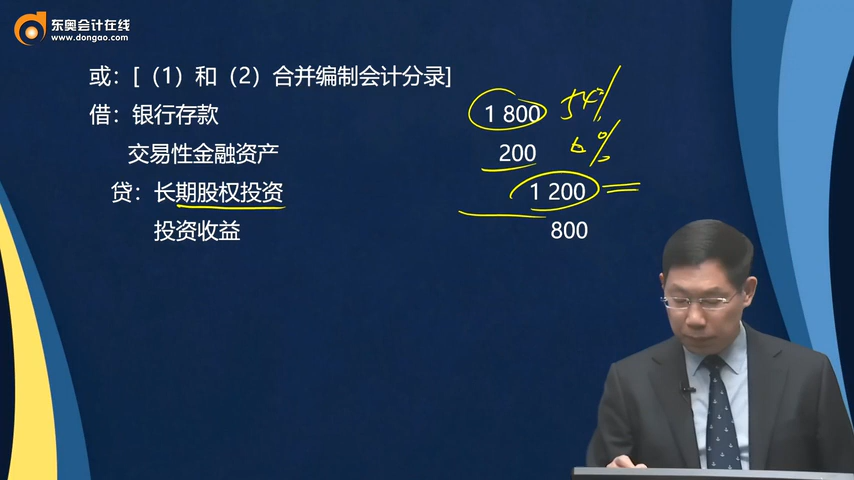 东奥会计在线
www.dongao.com
或：[（1）和（2）合并编制会计分录]
借：银行存款 1 800 54%
交易性金融资产 200 6%
贷：长期股权投资 1 200
投资收益 800